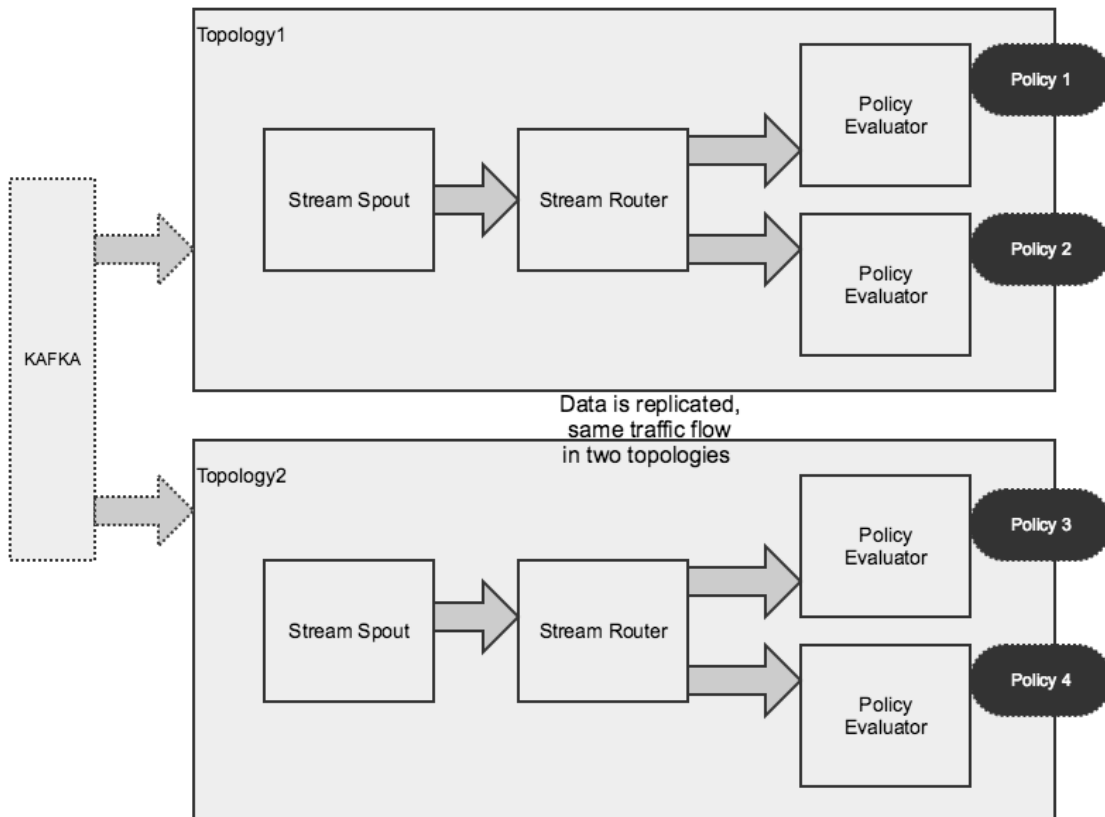 Topology1
Policy 1
Policy
Evaluator
Stream Spout
Stream Router
Policy 2
Policy
Evaluator
KAFKA
Data is replicated,
same traffic flow
in two topologies
Topology2
Policy 3
Policy
Evaluator
Stream Spout
Stream Router
Policy 4
Policy
Evaluator